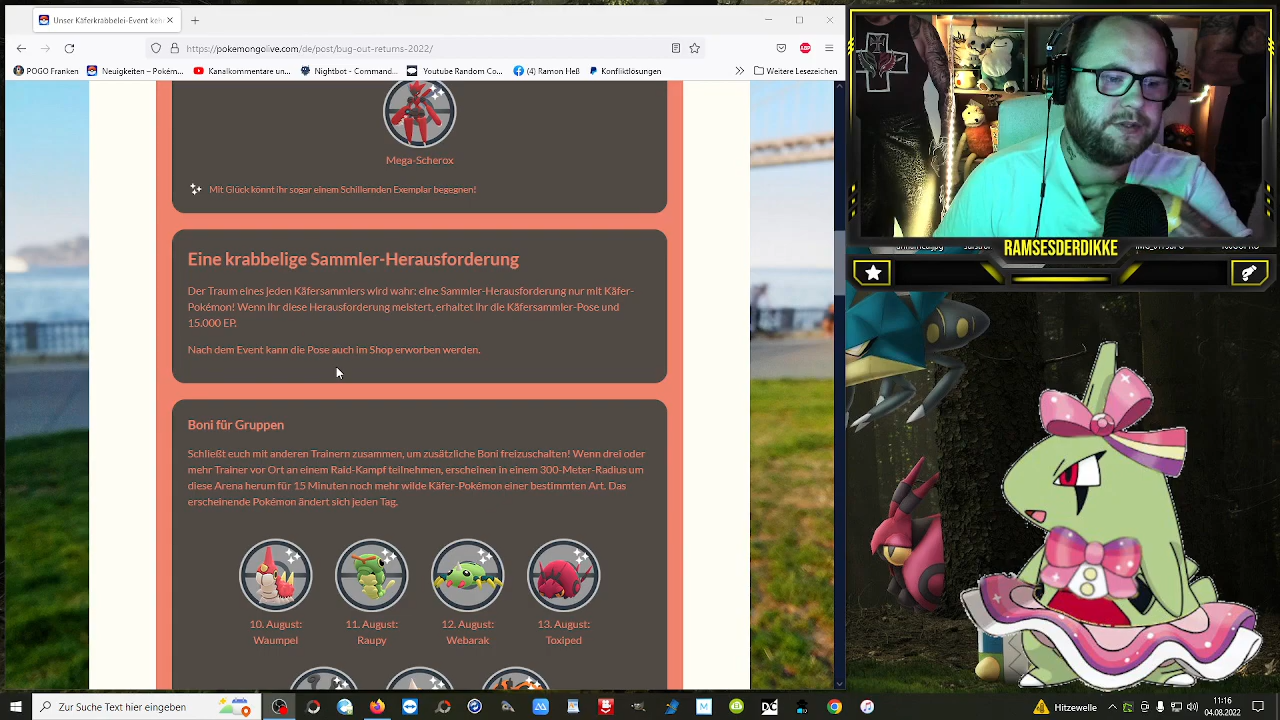 Unser Käferkrabbelei-Event keh
https://pokemongolive.com/de/post/bug-out-returns-2022/
POGO Franken
Neuigkeiten – Pokém...
Kanalkommentare un...
Nightbot - Command...
Youtube Random Co...
(4) Ramon Heß
Konfliktlösungen
Weitere Lesezeichen
Mega-Scherox
Mit Glück könnt ihr sogar einem Schillernden Exemplar begegnen!
Eine krabbelige Sammler-Herausforderung
Der Traum eines jeden Käfersammlers wird wahr: eine Sammler-Herausforderung nur mit Käfer-
Pokémon! Wenn ihr diese Herausforderung meistert, erhaltet ihr die Käfersammler-Pose und
15.000 EP.
Nach dem Event kann die Pose auch im Shop erworben werden.
Boni für Gruppen
Schließt euch mit anderen Trainern zusammen, um zusätzliche Boni freizuschalten! Wenn drei oder
mehr Trainer vor Ort an einem Raid-Kampf teilnehmen, erscheinen in einem 300-Meter-Radius um
diese Arena herum für 15 Minuten noch mehr wilde Käfer-Pokémon einer bestimmten Art. Das
erscheinende Pokémon ändert sich jeden Tag.
10. August:
Waumpel
11. August:
Raupy
12. August:
Webarak
13. August:
Toxiped
RAMSESDERDIKKE
Zur Suche Text hier eingeben
Hitzewelle
11:16
04.08.2022